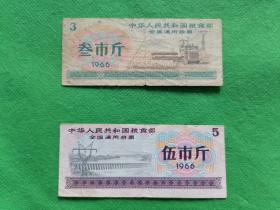 3
中华人民共和国粮食部
全国通用粮票
叁市斤
1966
中华人民共和国粮食部
全国通用粮票
5
伍市斤
1966